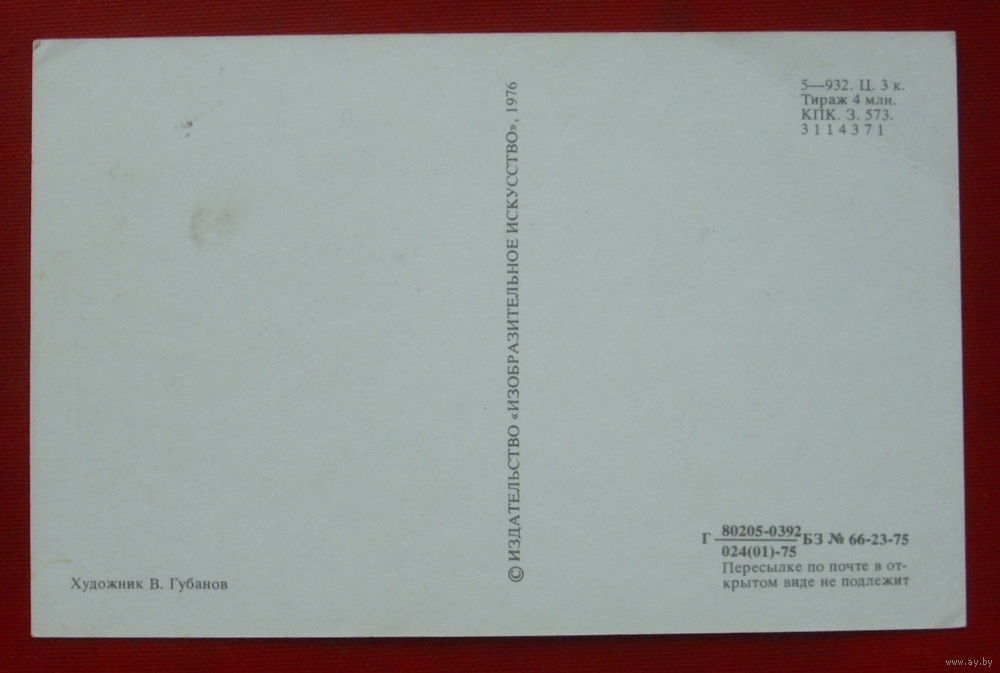 5—932. Ц. 3 к.
Тираж 4 млн.
КПК. З. 573.
3114371
© ИЗДАТЕЛЬСТВО «ИЗОБРАЗИТЕЛЬНОЕ ИСКУССТВО», 1976
Г 80205-0392 БЗ № 66-23-75
024(01)-75
Пересылке по почте в от-
крытом виде не подлежит
Художник В. Губанов
www.ay.by